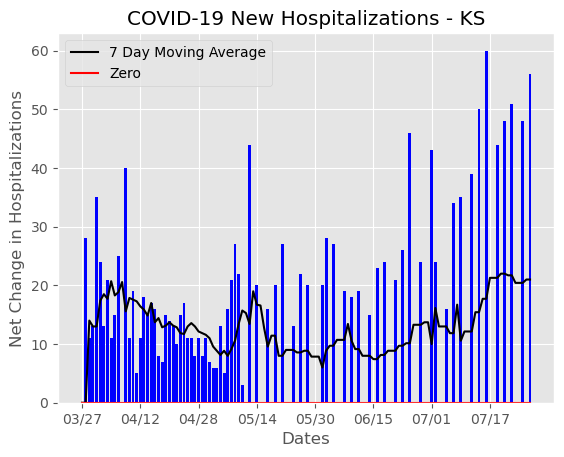 COVID-19 New Hospitalizations - KS
7 Day Moving Average
Zero
Net Change in Hospitalizations
60
50
40
30
20
10
0
03/27 04/12 04/28 05/14 05/30 06/15 07/01 07/17
Dates